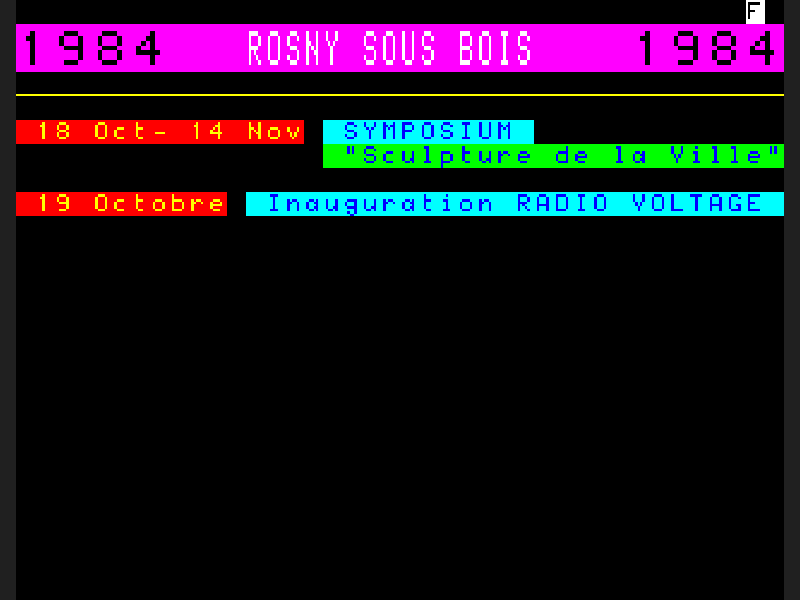 F
1984 ROSNY SOUS BOIS 1984
18 Oct- 14 Nov SYMPOSIUM
"Sculpture de la Ville"
19 Octobre Inauguration RADIO VOLTAGE